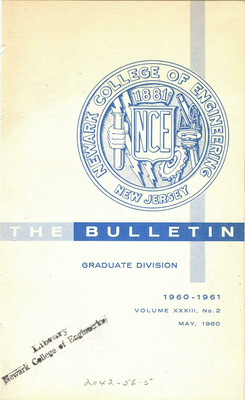 NEWARK COLLEGE OF ENGINEERING
1881
NCE
NEW JERSEY
THE BULLETIN
GRADUATE DIVISION
1960-1961
VOLUME XXXIII, No. 2
MAY, 1960
Library
Newark College of Engineering
2042-56-5